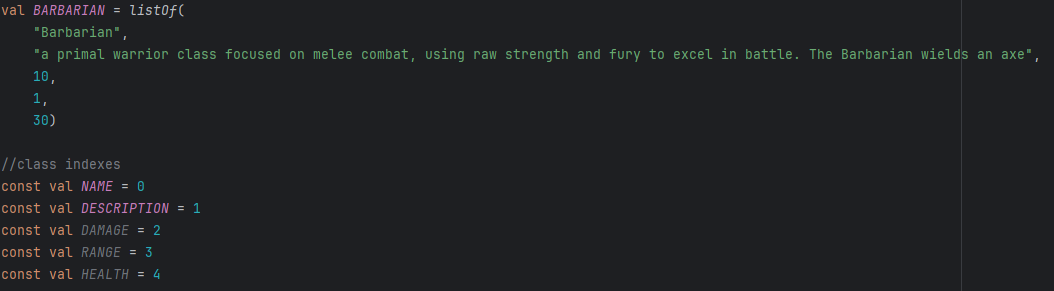 val BARBARIAN = listOf(
    "Barbarian",
    "a primal warrior class focused on melee combat, using raw strength and fury to excel in battle. The Barbarian wields an axe",
    10,
    1,
    30)

//class indexes
const val NAME = 0
const val DESCRIPTION = 1
const val DAMAGE = 2
const val RANGE = 3
const val HEALTH = 4